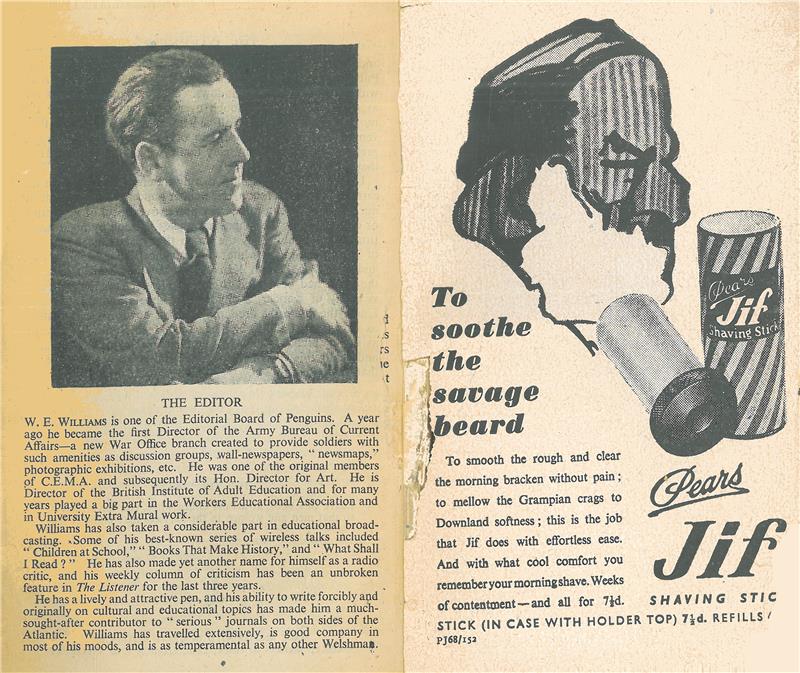 THE EDITOR
W. E. WILLIAMS is one of the Editorial Board of Penguins. A year
ago he became the first Director of the Army Bureau of Current
Affairs—a new War Office branch created to provide soldiers with
such amenities as discussion groups, wall-newspapers, “ newsmaps,”
photographic exhibitions, etc. He was one of the original members
of C.E.M.A. and subsequently its Hon. Director for Art. He is
Director of the British Institute of Adult Education and for many
years played a big part in the Workers Educational Association and
in University Extra Mural work.
Williams has also taken a considerable part in educational broad-
casting. Some of his best-known series of wireless talks included
“ Children at School,” “ Books That Make History,” and “ What Shall
I Read ? ” He has also made yet another name for himself as a radio
critic, and his weekly column of criticism has been an unbroken
feature in The Listener for the last three years.
He has a lively and attractive pen, and his ability to write forcibly and
originally on cultural and educational topics has made him a much-
sought-after contributor to “ serious ” journals on both sides of the
Atlantic. Williams has travelled extensively, is good company in
most of his moods, and is as temperamental as any other Welshman.
To
soothe
the
savage
beard
Pears
Jif
Shaving Stick
To smooth the rough and clear
the morning bracken without pain ;
to mellow the Grampian crags to
Downland softness ; this is the job
that Jif does with effortless ease.
And with what cool comfort you
remember your morning shave. Weeks
of contentment — and all for 7½d.
Pears
Jif
SHAVING STIC
STICK (IN CASE WITH HOLDER TOP) 7½d. REFILLS
PJ68/152